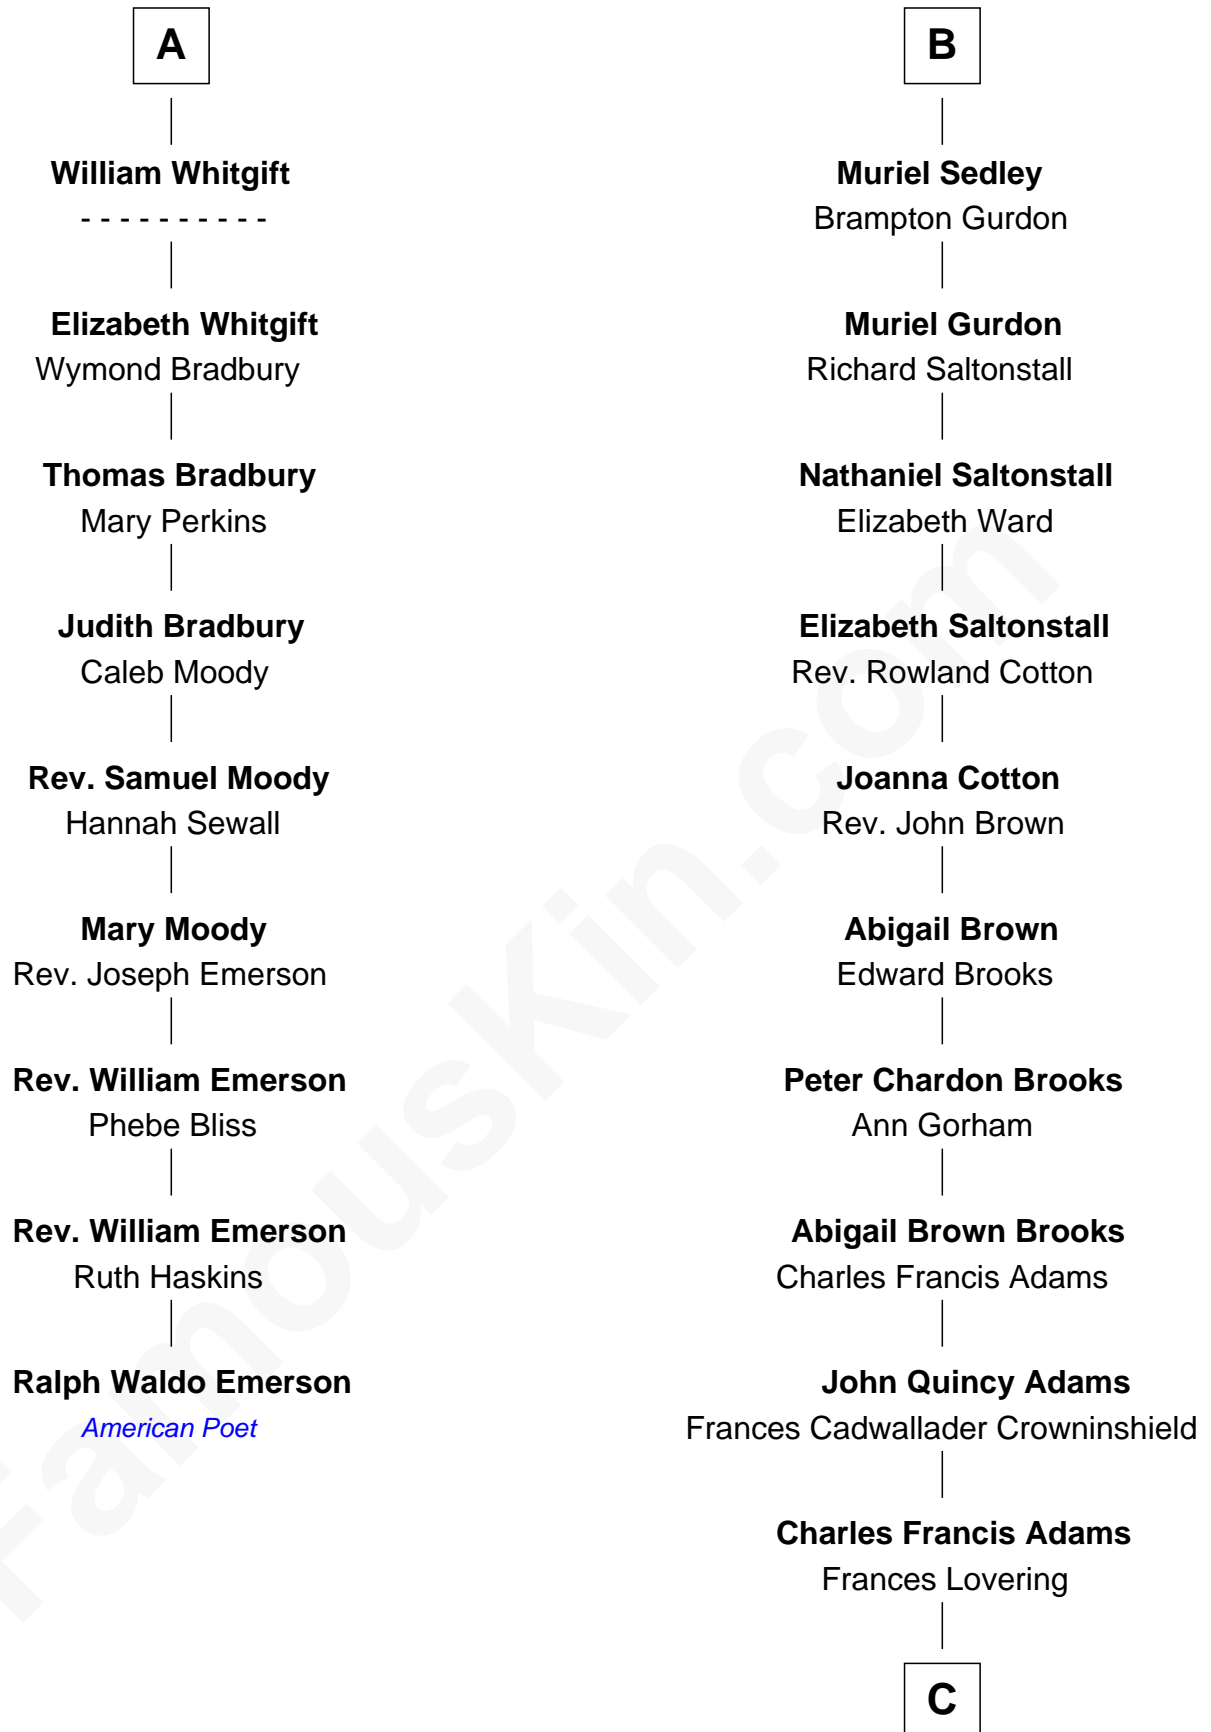 A
William Whitgift
- - - - - - - - - -
Elizabeth Whitgift
Wymond Bradbury
Thomas Bradbury
Mary Perkins
Judith Bradbury
Caleb Moody
Rev. Samuel Moody
Hannah Sewall
Mary Moody
Rev. Joseph Emerson
Rev. William Emerson
Phebe Bliss
Rev. William Emerson
Ruth Haskins
Ralph Waldo Emerson
American Poet
B
Muriel Sedley
Brampton Gurdon
Muriel Gurdon
Richard Saltonstall
Nathaniel Saltonstall
Elizabeth Ward
Elizabeth Saltonstall
Rev. Rowland Cotton
Joanna Cotton
Rev. John Brown
Abigail Brown
Edward Brooks
Peter Chardon Brooks
Ann Gorham
Abigail Brown Brooks
Charles Francis Adams
John Quincy Adams
Frances Cadwallader Crowninshield
Charles Francis Adams
Frances Lovering
C
FamousKin.com